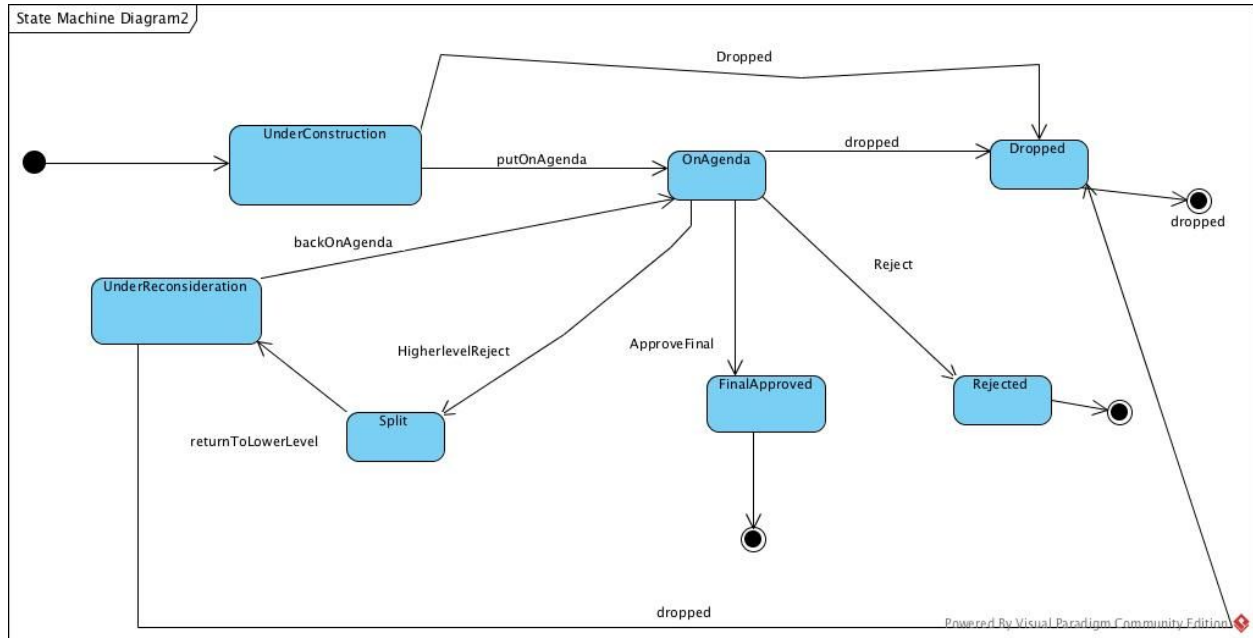 State Machine Diagram2
Dropped
UnderConstruction
putOnAgenda
OnAgenda
dropped
Dropped
dropped
backOnAgenda
Reject
UnderReconsideration
HigherlevelReject
ApproveFinal
FinalApproved
Rejected
Split
returnToLowerLevel
dropped
Powered By Visual Paradigm Community Edition